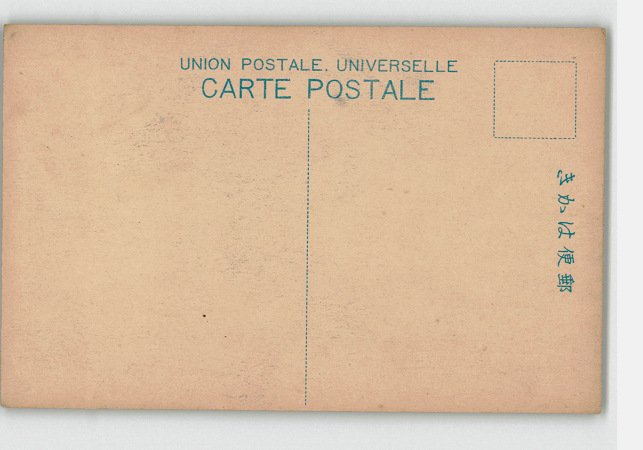 UNION POSTALE. UNIVERSELLE
CARTE POSTALE
きかは便郵